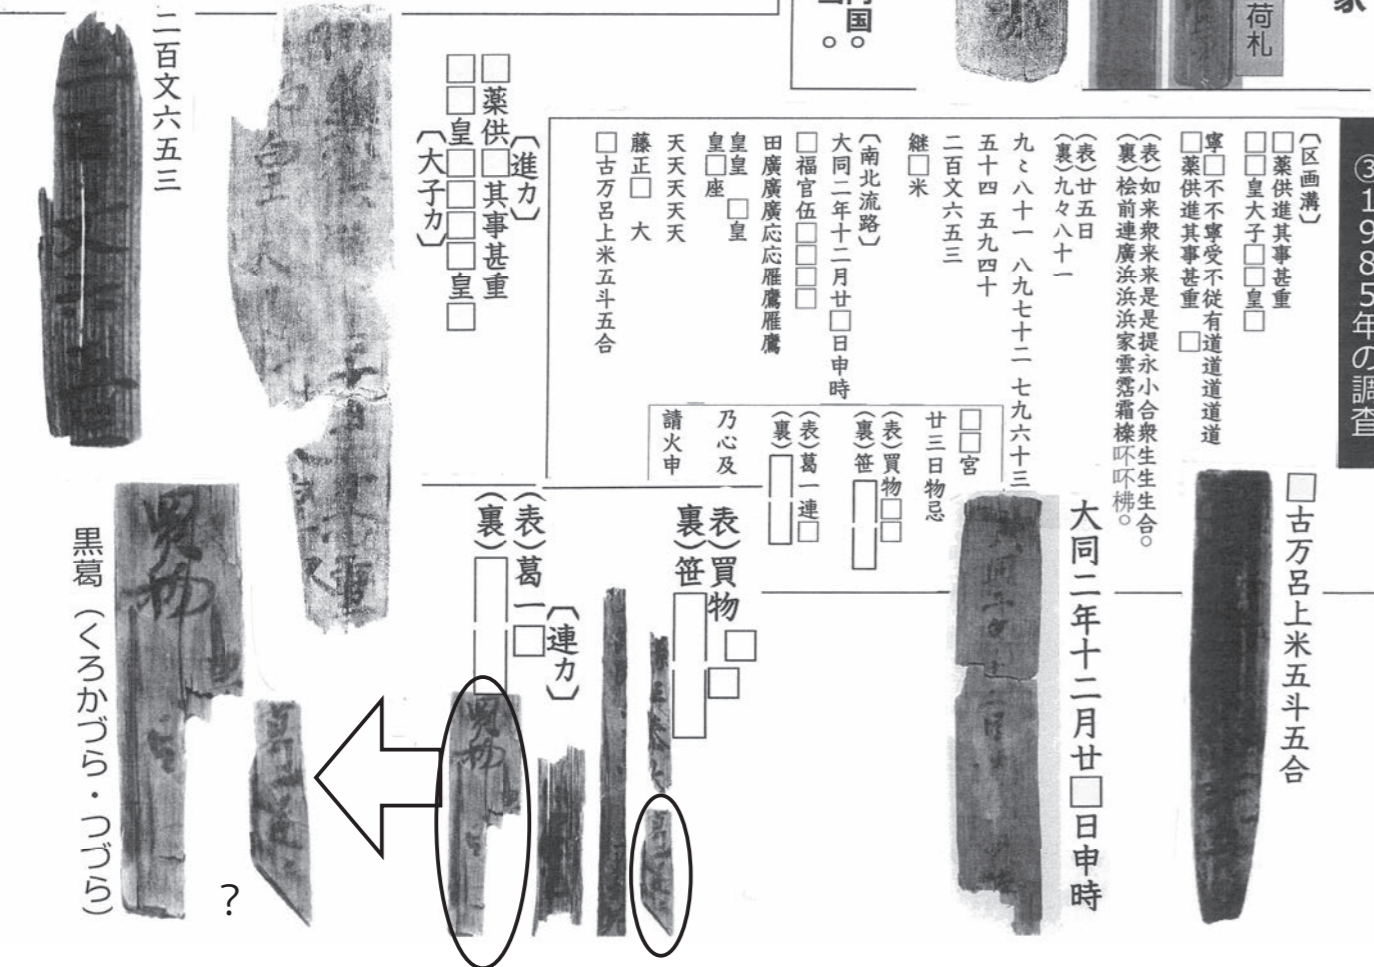 荷札
③1985年の調査
〔区画溝〕
□薬供進其事甚重
□□皇大子□□皇□
寧□不不寧受不従有道道道道道
□薬供進其事甚重 □
(表)如来衆来来是是提永小合衆生生生合。
(裏)桧前連廣浜浜浜家雲霑霜檪吥吥怫。
(表)廿五日
(裏)九々八十一
九〻八十一 八九七十二 七九六十三
五十四 五九四十
二百文六五三
継□米
〔南北流路〕
大同二年十二月廿□日申時
□福官伍□□□□
田廣廣廣応応雁鷹雁鷹
皇皇 □皇
皇□座
天天天天天
藤正□ 大
□古万呂上米五斗五合
□□宮
廿三日物忌
(表)買物□□
(裏)笹
(表)葛一連□
(裏)
乃心及
請火申
□古万呂上米五斗五合
大同二年十二月廿□日申時
〔進カ〕
□薬供□其事甚重
□□皇□□□□皇□
〔大子カ〕
二百文六五三
表)買物□□
裏)笹
〔連カ〕
(表)葛一□
(裏)
黒葛(くろかづら・つづら)
?